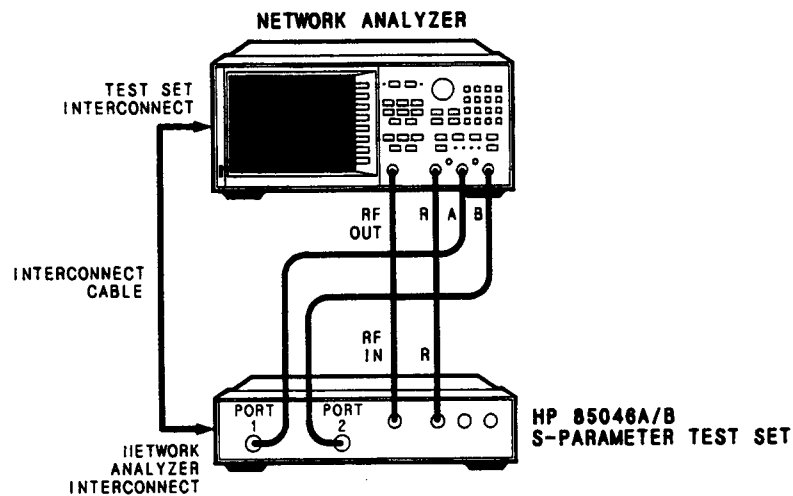 NETWORK ANALYZER
TEST SET
INTERCONNECT
RF
OUT
R
A
B
INTERCONNECT
CABLE
RF
IN
R
PORT
1
PORT
2
HP 85046A/B
S-PARAMETER TEST SET
NETWORK
ANALYZER
INTERCONNECT